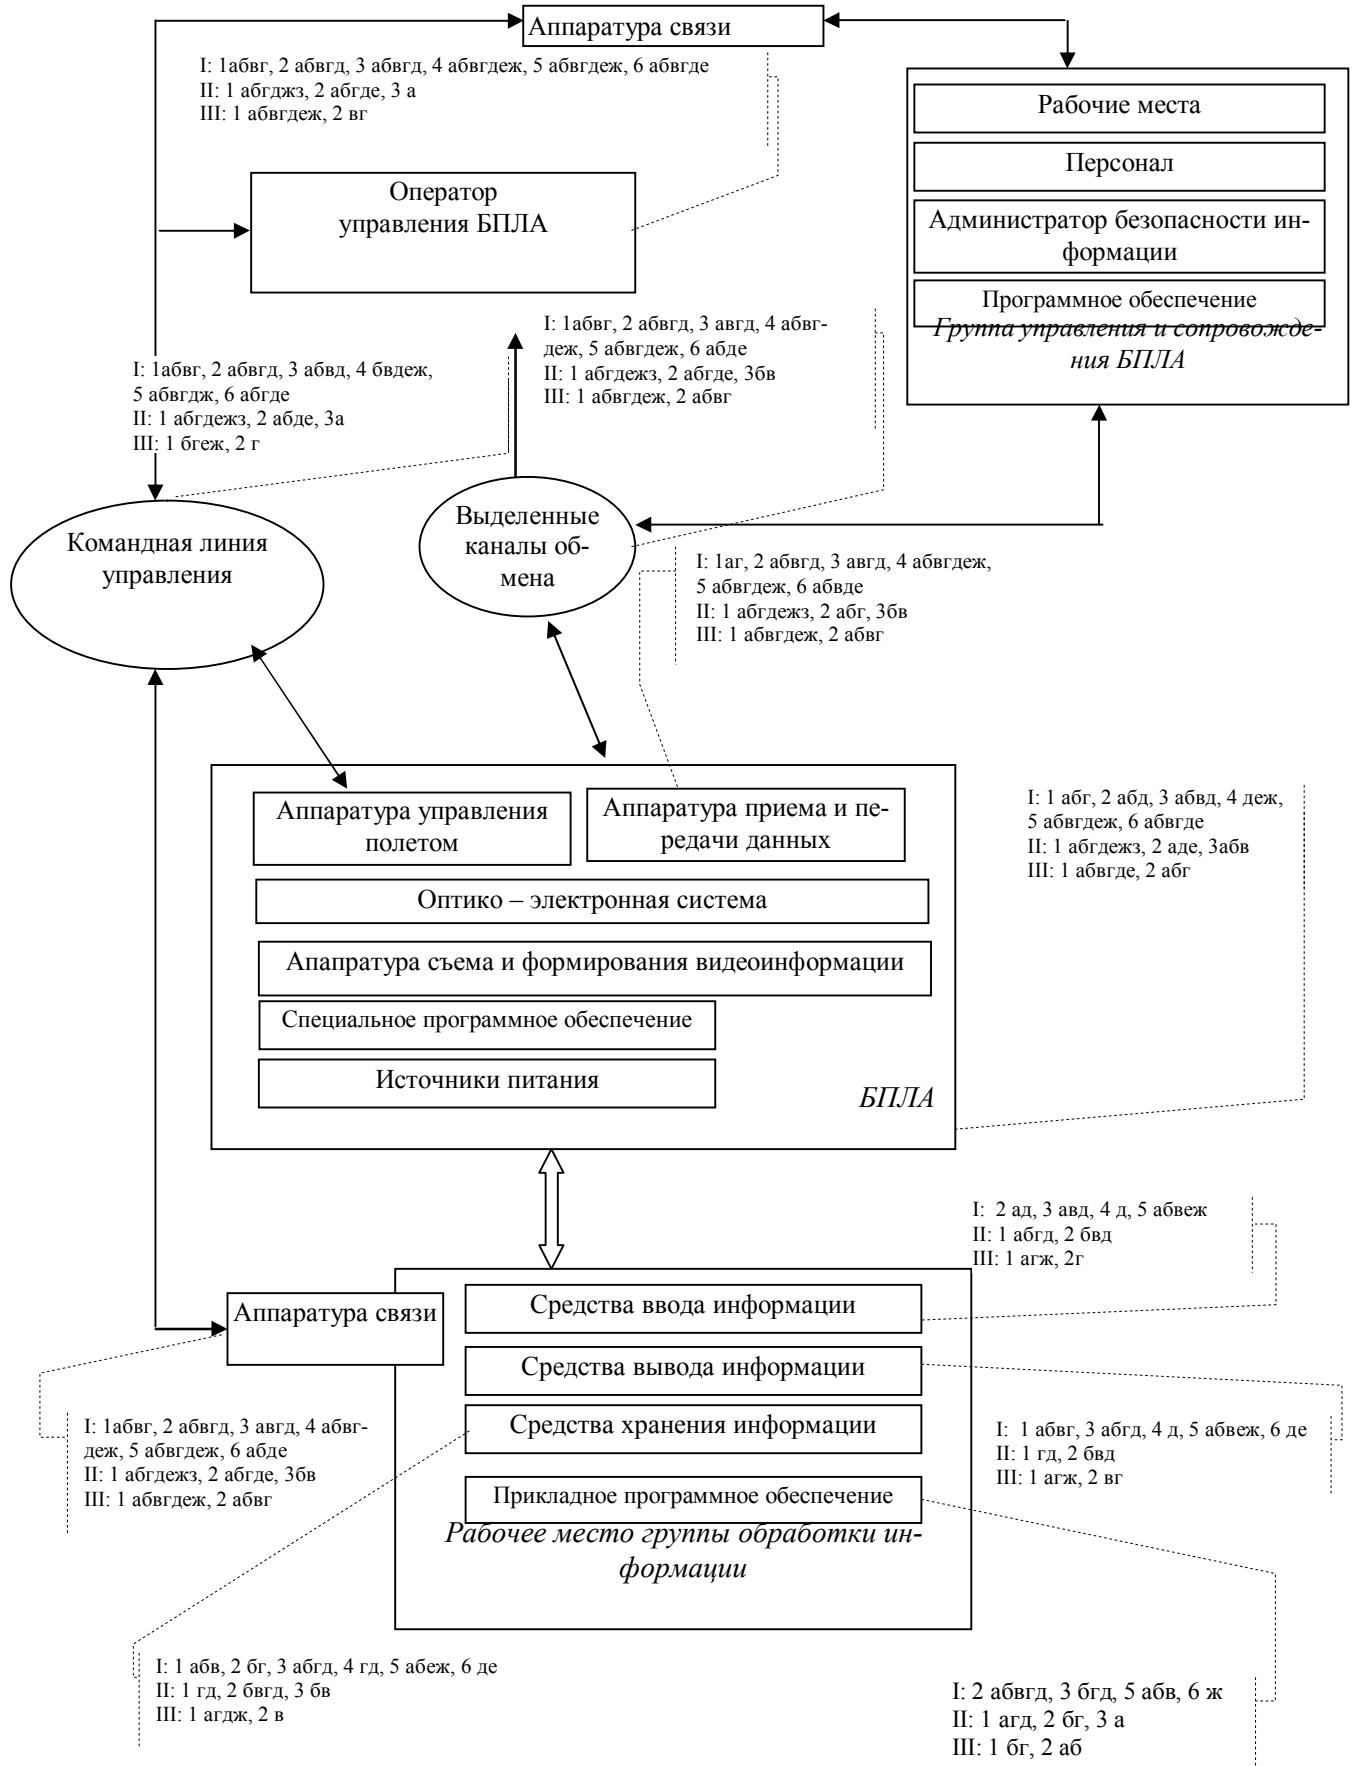 Аппаратура связи
I: 1абвг, 2 абвгд, 3 абвгд, 4 абвгдеж, 5 абвгдеж, 6 абвгде
II: 1 абгджз, 2 абгде, 3 а
III: 1 абвгдеж, 2 вг
Рабочие места
Персонал
Администратор безопасности ин-
формации
Программное обеспечение
Группа управления и сопровожде-
ния БПЛА
Оператор
управления БПЛА
I: 1абвг, 2 абвгд, 3 авгд, 4 абвг-
деж, 5 абвгдеж, 6 абде
II: 1 абгдежз, 2 абгде, 3бв
III: 1 абвгдеж, 2 абвг
I: 1абвг, 2 абвгд, 3 абвд, 4 бвдеж,
5 абвгдж, 6 абгде
II: 1 абгдежз, 2 абде, 3а
III: 1 бгеж, 2 г
Командная линия
управления
Выделенные
каналы об-
мена
I: 1аг, 2 абвгд, 3 авгд, 4 абвгдеж,
5 абвгдеж, 6 абвде
II: 1 абгдежз, 2 абг, 3бв
III: 1 абвгдеж, 2 абвг
Аппаратура управления
полетом
Аппаратура приема и пе-
редачи данных
Оптико – электронная система
Апапратура съема и формирования видеоинформации
Специальное программное обеспечение
Источники питания
БПЛА
I: 1 абг, 2 абд, 3 абвд, 4 деж,
5 абвгдеж, 6 абвгде
II: 1 абгдежз, 2 аде, 3абв
III: 1 абвгде, 2 абг
I:  2 ад, 3 авд, 4 д, 5 абвеж
II: 1 абгд, 2 бвд
III: 1 агж, 2г
Аппаратура связи
Средства ввода информации
Средства вывода информации
Средства хранения информации
Прикладное программное обеспечение
Рабочее место группы обработки ин-
формации
I: 1абвг, 2 абвгд, 3 авгд, 4 абвг-
деж, 5 абвгдеж, 6 абде
II: 1 абгдежз, 2 абгде, 3бв
III: 1 абвгдеж, 2 абвг
I:  1 абвг, 3 абгд, 4 д, 5 абвеж, 6 де
II: 1 гд, 2 бвд
III: 1 агж, 2 вг
I: 1 абв, 2 бг, 3 абгд, 4 гд, 5 абеж, 6 де
II: 1 гд, 2 бвгд, 3 бв
III: 1 агдж, 2 в
I: 2 абвгд, 3 бгд, 5 абв, 6 ж
II: 1 агд, 2 бг, 3 а
III: 1 бг, 2 аб